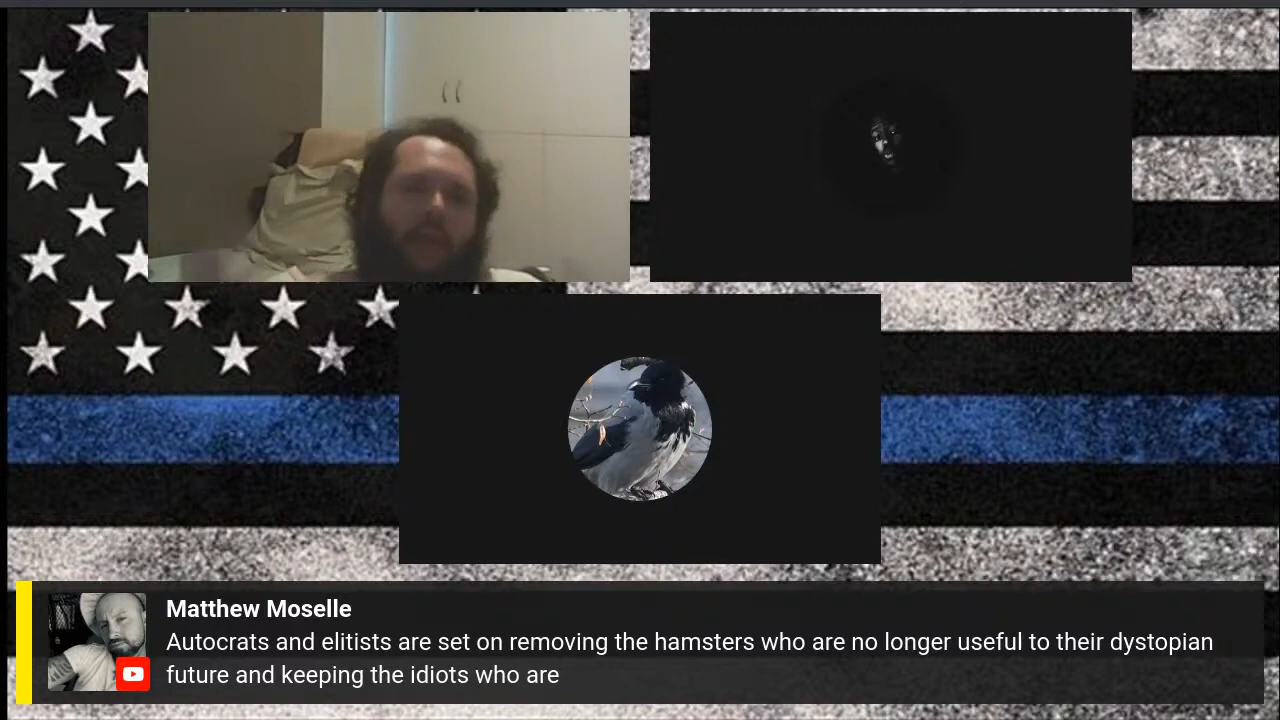 Matthew Moselle
Autocrats and elitists are set on removing the hamsters who are no longer useful to their dystopian
future and keeping the idiots who are